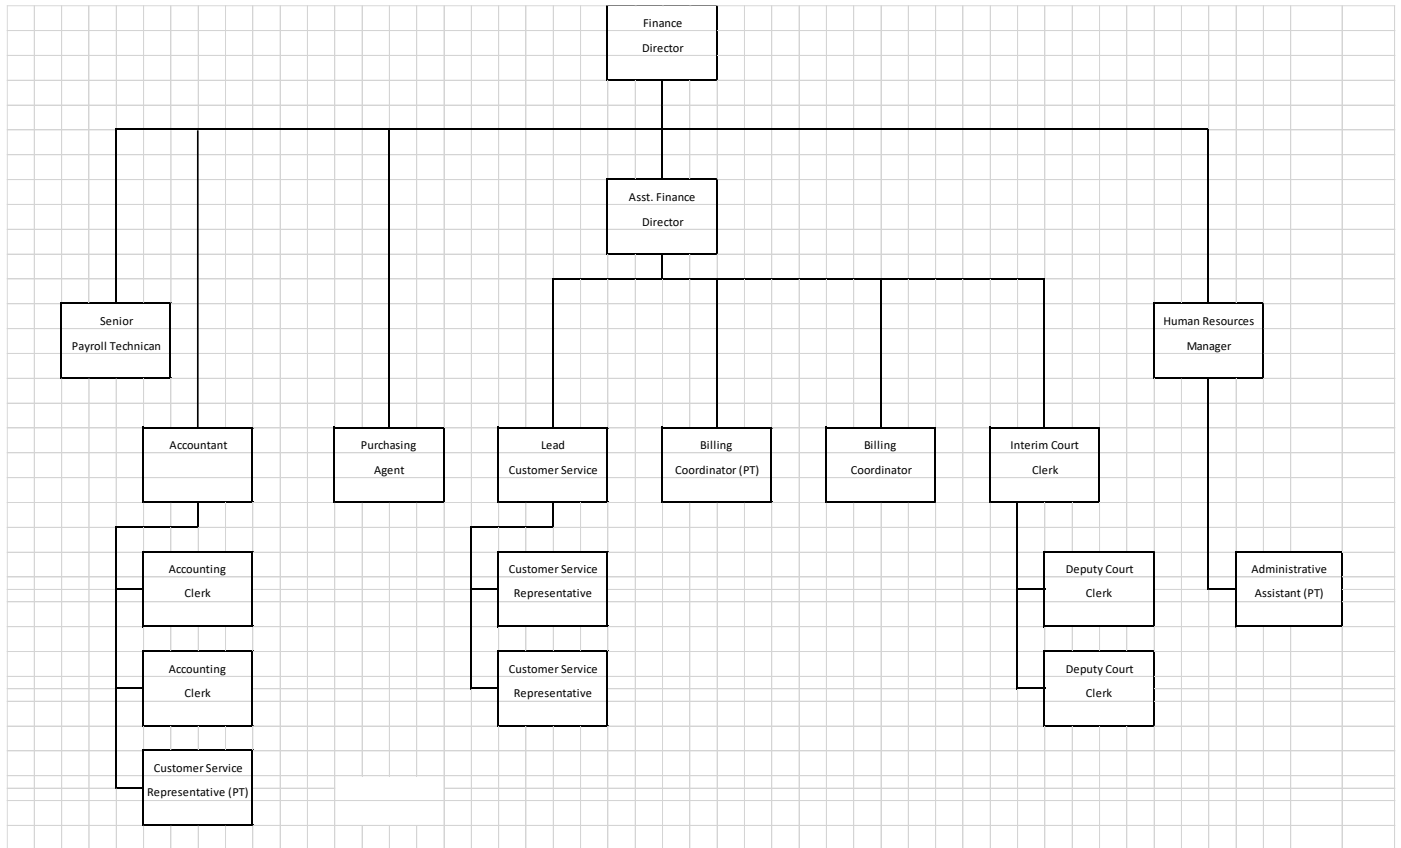 Finance
Director
Asst. Finance
Director
Senior
Payroll Technican
Human Resources
Manager
Accountant
Purchasing
Agent
Lead
Customer Service
Billing
Coordinator (PT)
Billing
Coordinator
Interim Court
Clerk
Accounting
Clerk
Customer Service
Representative
Deputy Court
Clerk
Administrative
Assistant (PT)
Accounting
Clerk
Customer Service
Representative
Deputy Court
Clerk
Customer Service
Representative (PT)